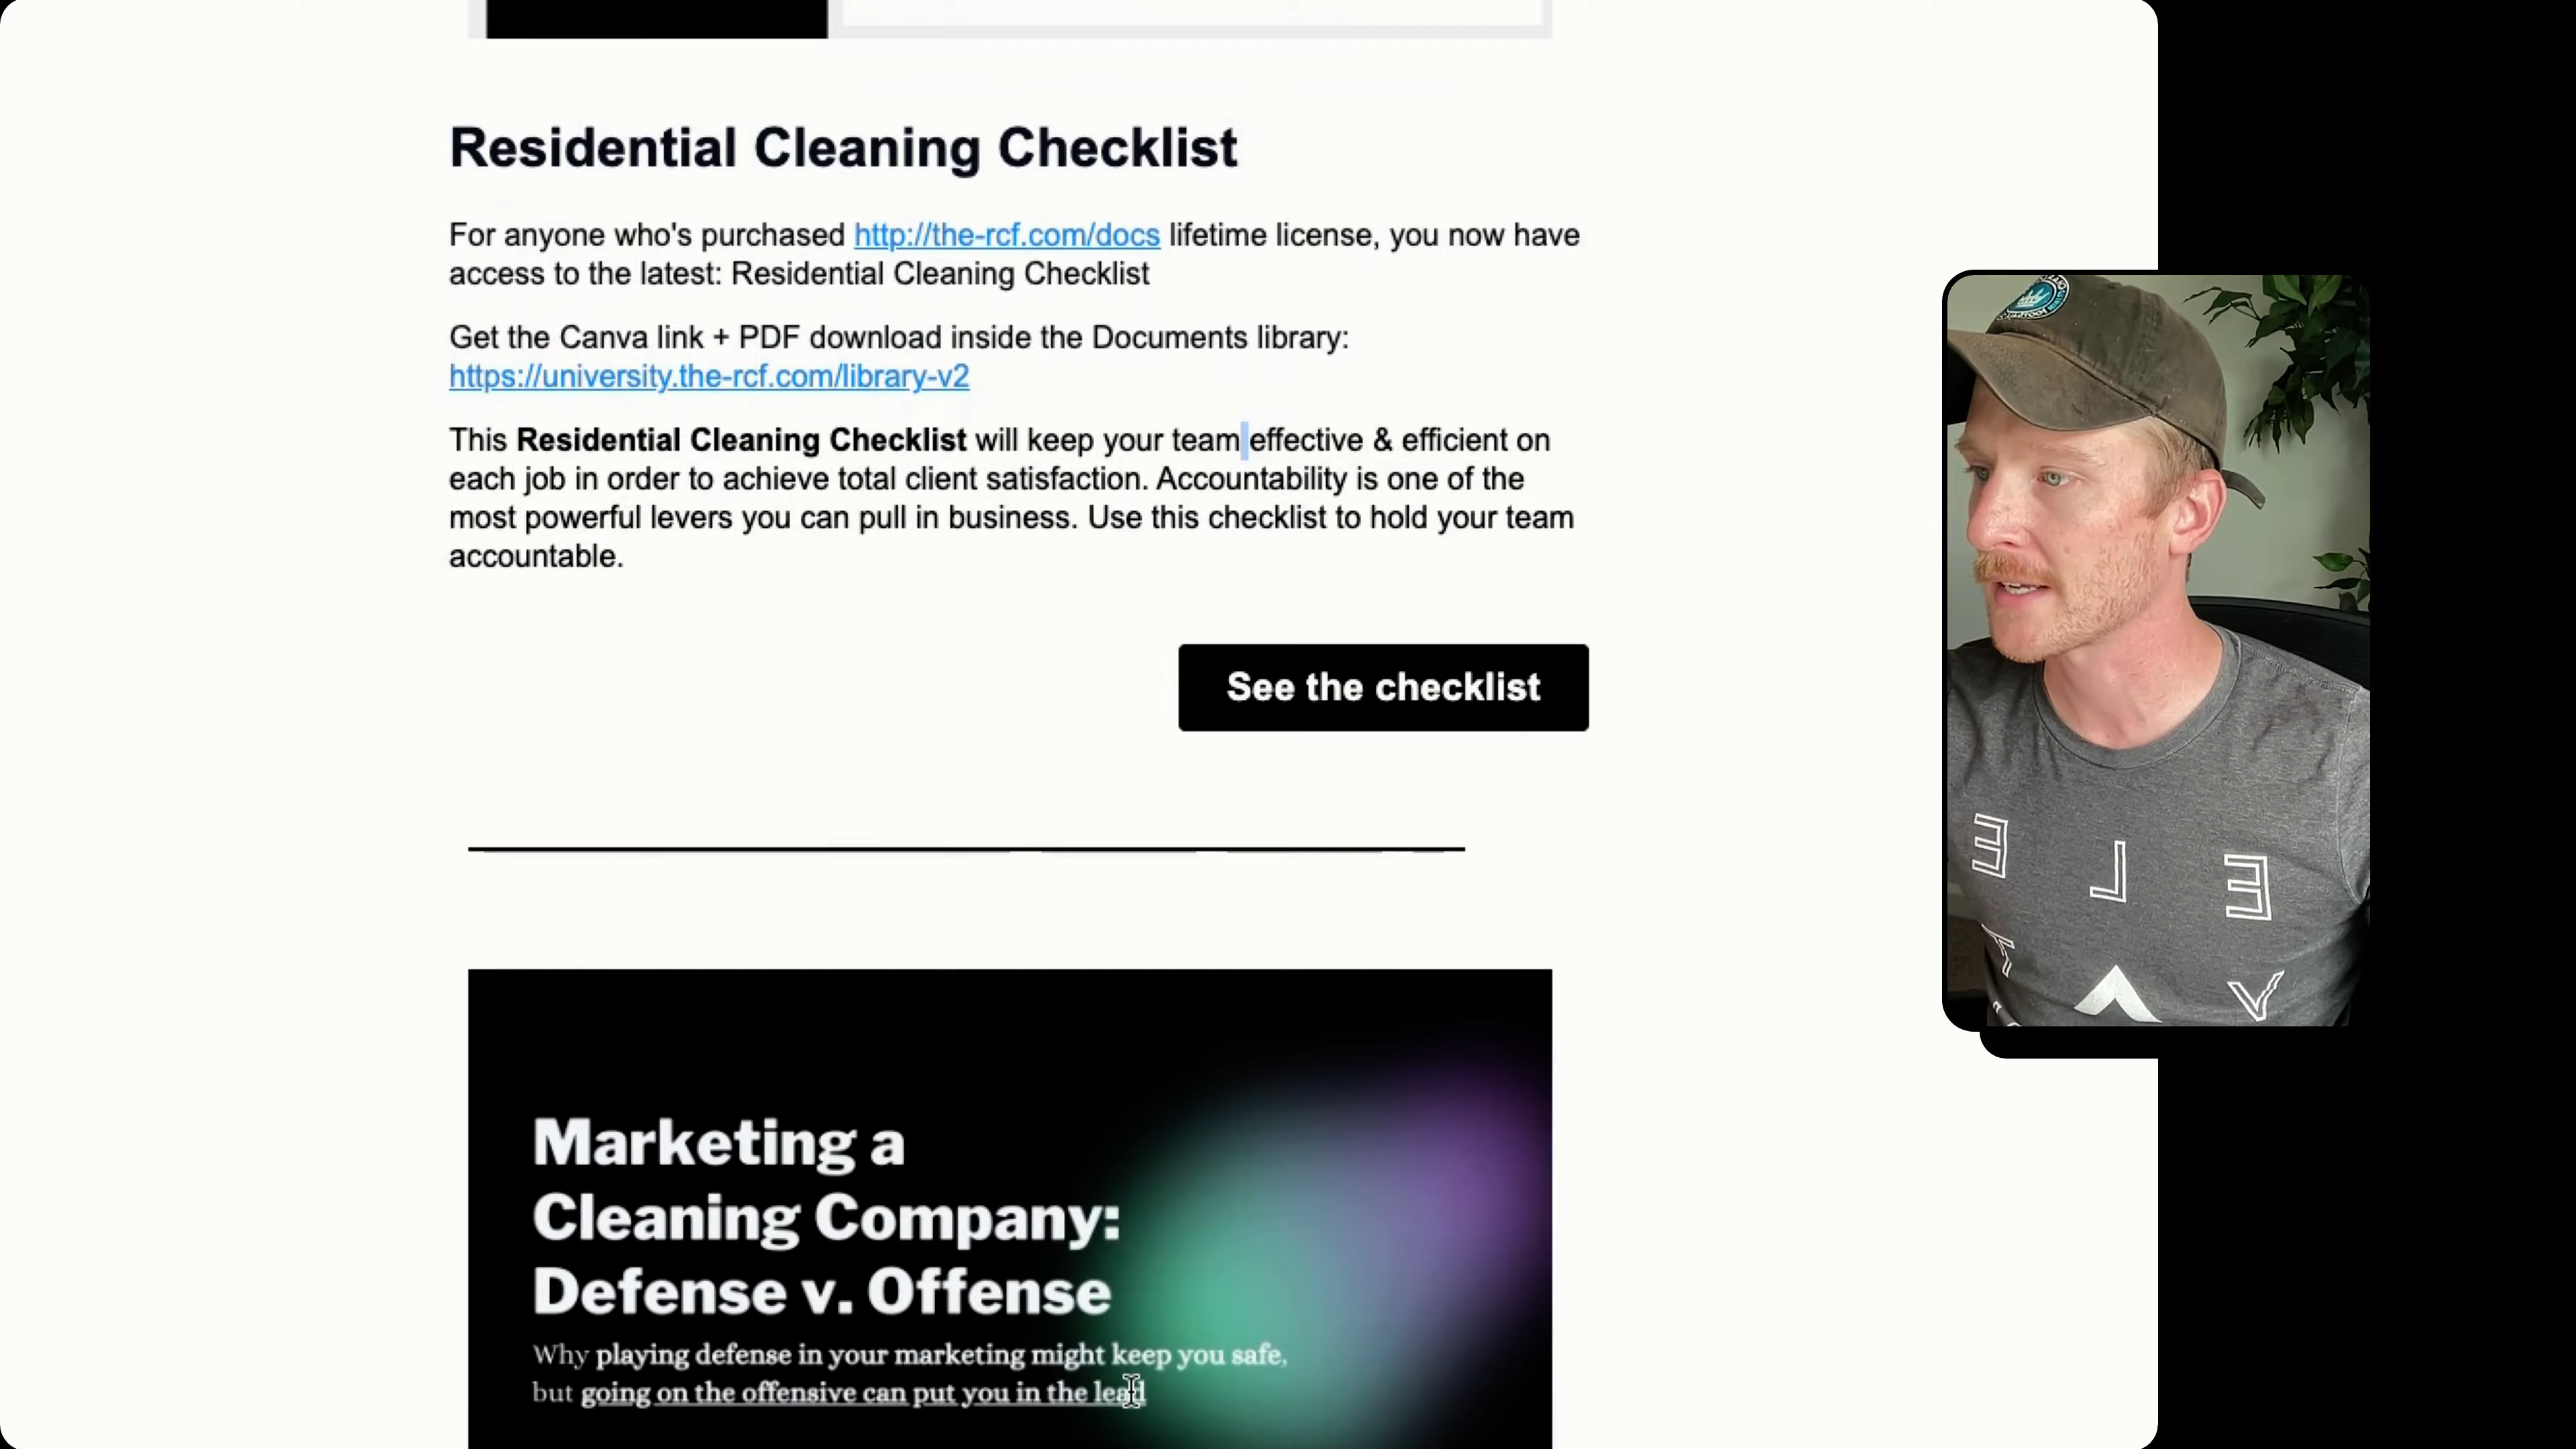 Residential Cleaning Checklist
For anyone who's purchased http://the-rcf.com/docs lifetime license, you now have
access to the latest: Residential Cleaning Checklist
Get the Canva link + PDF download inside the Documents library:
https://university.the-rcf.com/library-v2
This Residential Cleaning Checklist will keep your team effective & efficient on
each job in order to achieve total client satisfaction. Accountability is one of the
most powerful levers you can pull in business. Use this checklist to hold your team
accountable.
See the checklist
Marketing a
Cleaning Company:
Defense v. Offense
Why playing defense in your marketing might keep you safe,
but going on the offensive can put you in the lead